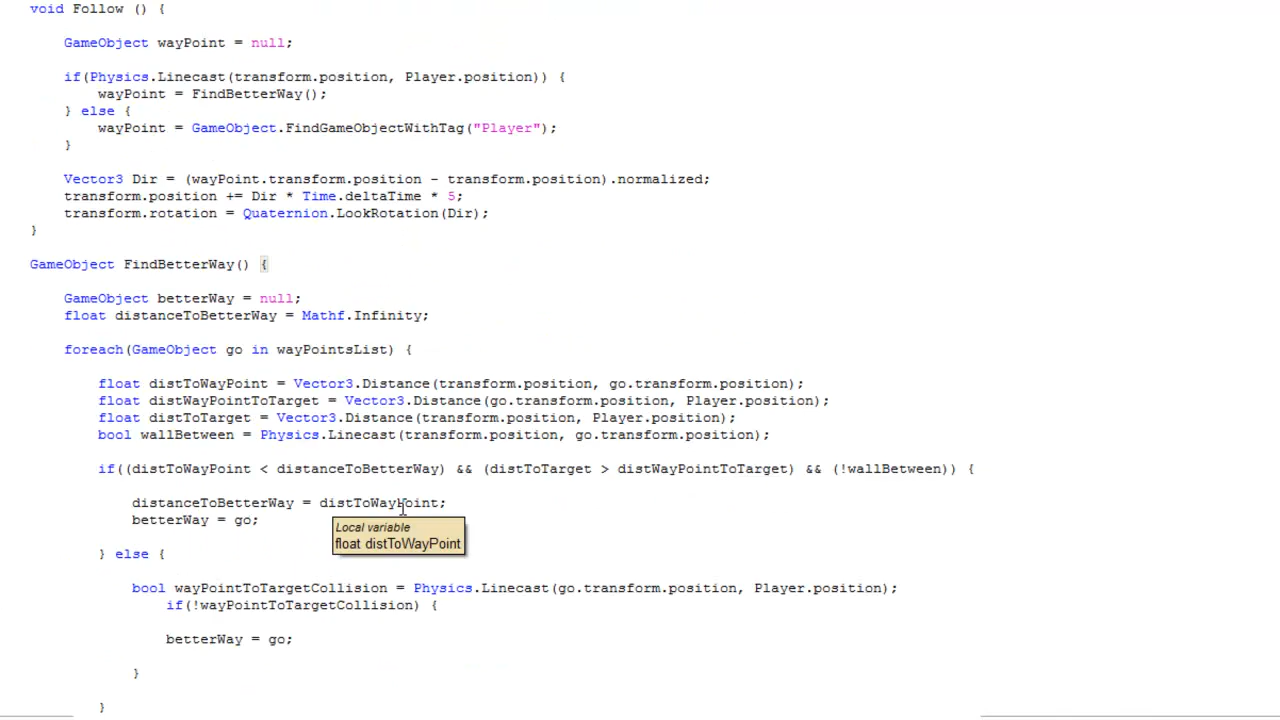 void Follow () {
GameObject wayPoint = null;
if(Physics.Linecast(transform.position, Player.position)) {
wayPoint = FindBetterWay();
} else {
wayPoint = GameObject.FindGameObjectWithTag("Player");
}
Vector3 Dir = (wayPoint.transform.position - transform.position).normalized;
transform.position += Dir * Time.deltaTime * 5;
transform.rotation = Quaternion.LookRotation(Dir);
}
GameObject FindBetterWay() {
GameObject betterWay = null;
float distanceToBetterWay = Mathf.Infinity;
foreach(GameObject go in wayPointsList) {
float distToWayPoint = Vector3.Distance(transform.position, go.transform.position);
float distWayPointToTarget = Vector3.Distance(go.transform.position, Player.position);
float distToTarget = Vector3.Distance(transform.position, Player.position);
bool wallBetween = Physics.Linecast(transform.position, go.transform.position);
if((distToWayPoint < distanceToBetterWay) && (distToTarget > distWayPointToTarget) && (!wallBetween)) {
distanceToBetterWay = distToWayPoint;
betterWay = go;
Local variable
float distToWayPoint
} else {
bool wayPointToTargetCollision = Physics.Linecast(go.transform.position, Player.position);
if(!wayPointToTargetCollision) {
betterWay = go;
}
}